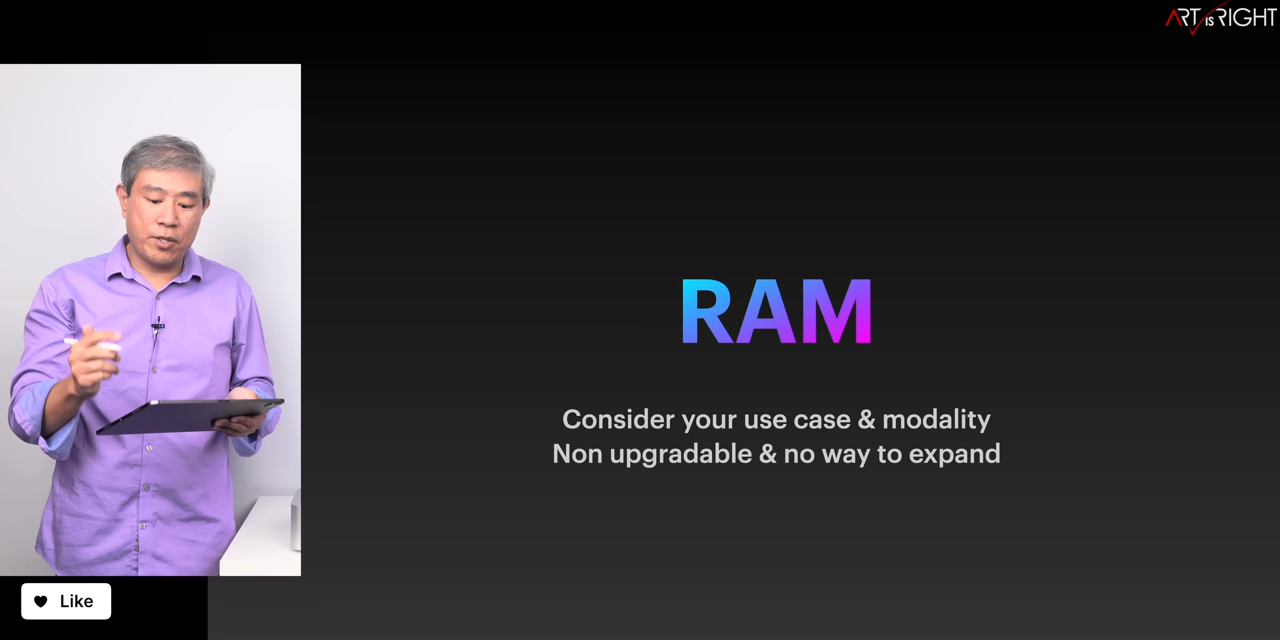 ART IS RIGHT
RAM
Consider your use case & modality
Non upgradable & no way to expand
Like